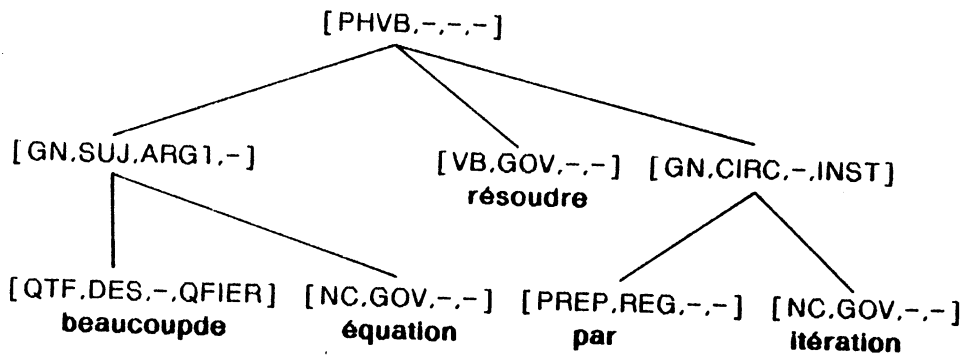 [PHVB.-.-.-]
[GN.SUJ.ARG1.-]
[VB.GOV.-.-] [GN.CIRC.-.INST]
résoudre
[QTF.DES.-.QFIER] [NC.GOV.-.-] [PREP.REG.-.-] [NC.GOV.-.-]
beaucoupde équation par itération